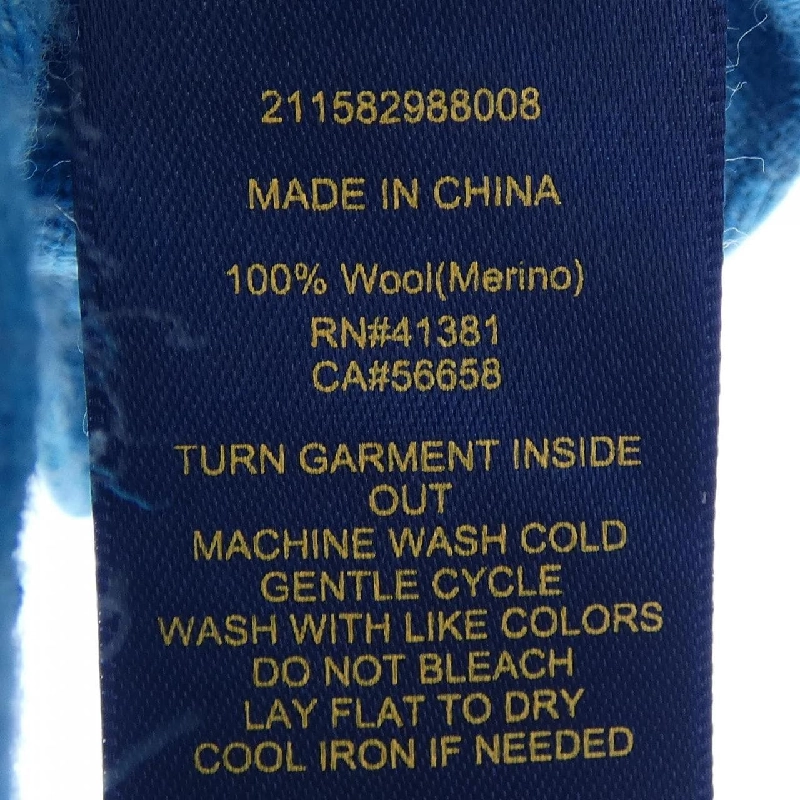 211582988008
MADE IN CHINA
100% Wool(Merino)
RN#41381
CA#56658
TURN GARMENT INSIDE
OUT
MACHINE WASH COLD
GENTLE CYCLE
WASH WITH LIKE COLORS
DO NOT BLEACH
LAY FLAT TO DRY
COOL IRON IF NEEDED